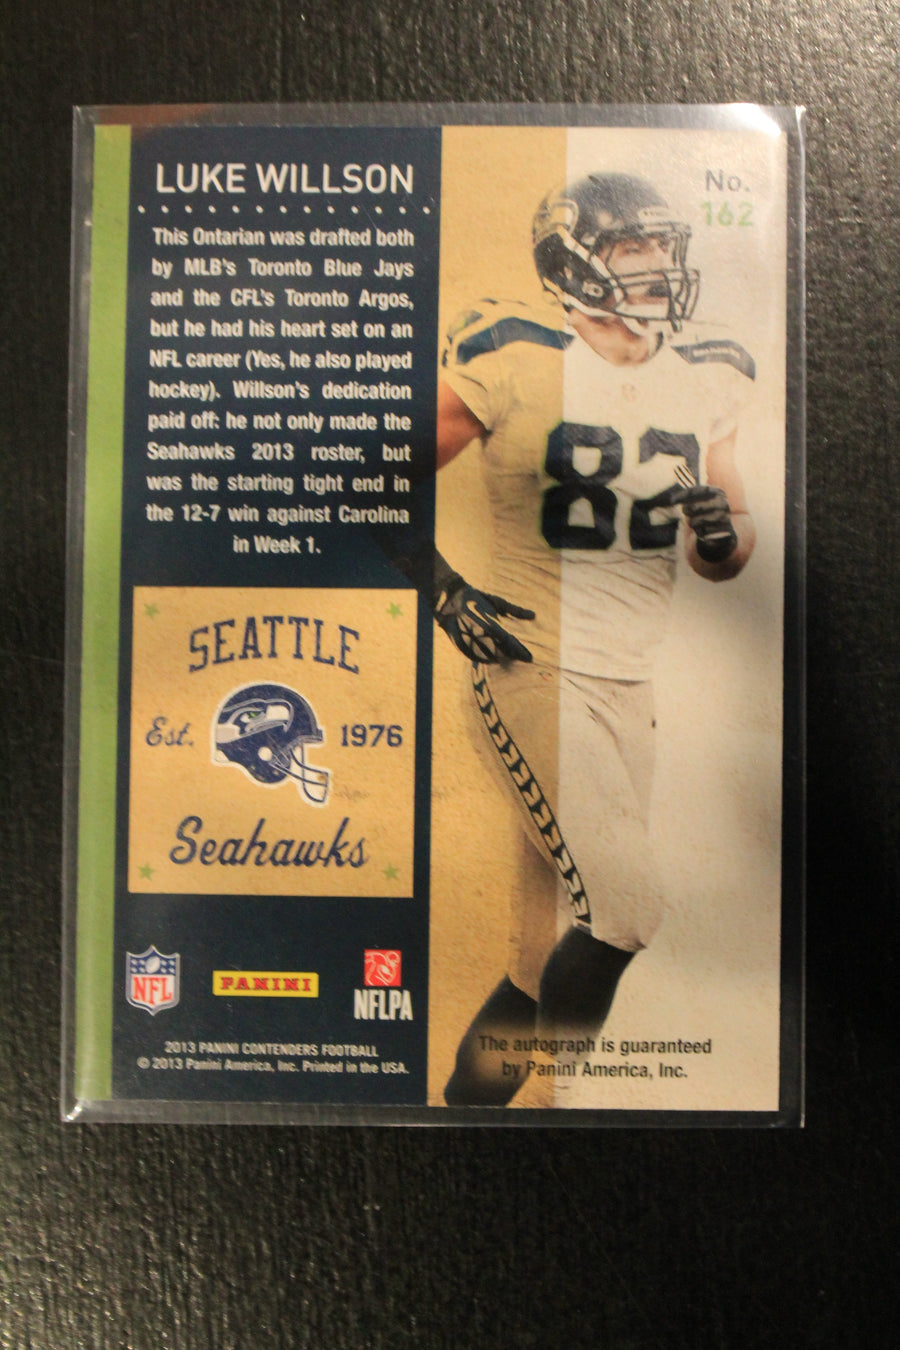 LUKE WILLSON
This Ontarian was drafted both
by MLB's Toronto Blue Jays
and the CFL's Toronto Argos,
but he had his heart set on an
NFL career (Yes, he also played
hockey). Willson's dedication
paid off: he not only made the
Seahawks 2013 roster, but
was the starting tight end in
the 12-7 win against Carolina
in Week 1.
No.
162
82
SEATTLE
Est. 1976
Seahawks
NFL
PANINI
NFLPA
2013 PANINI CONTENDERS FOOTBALL
© 2013 Panini America, Inc. Printed in the USA.
The autograph is guaranteed
by Panini America, Inc.